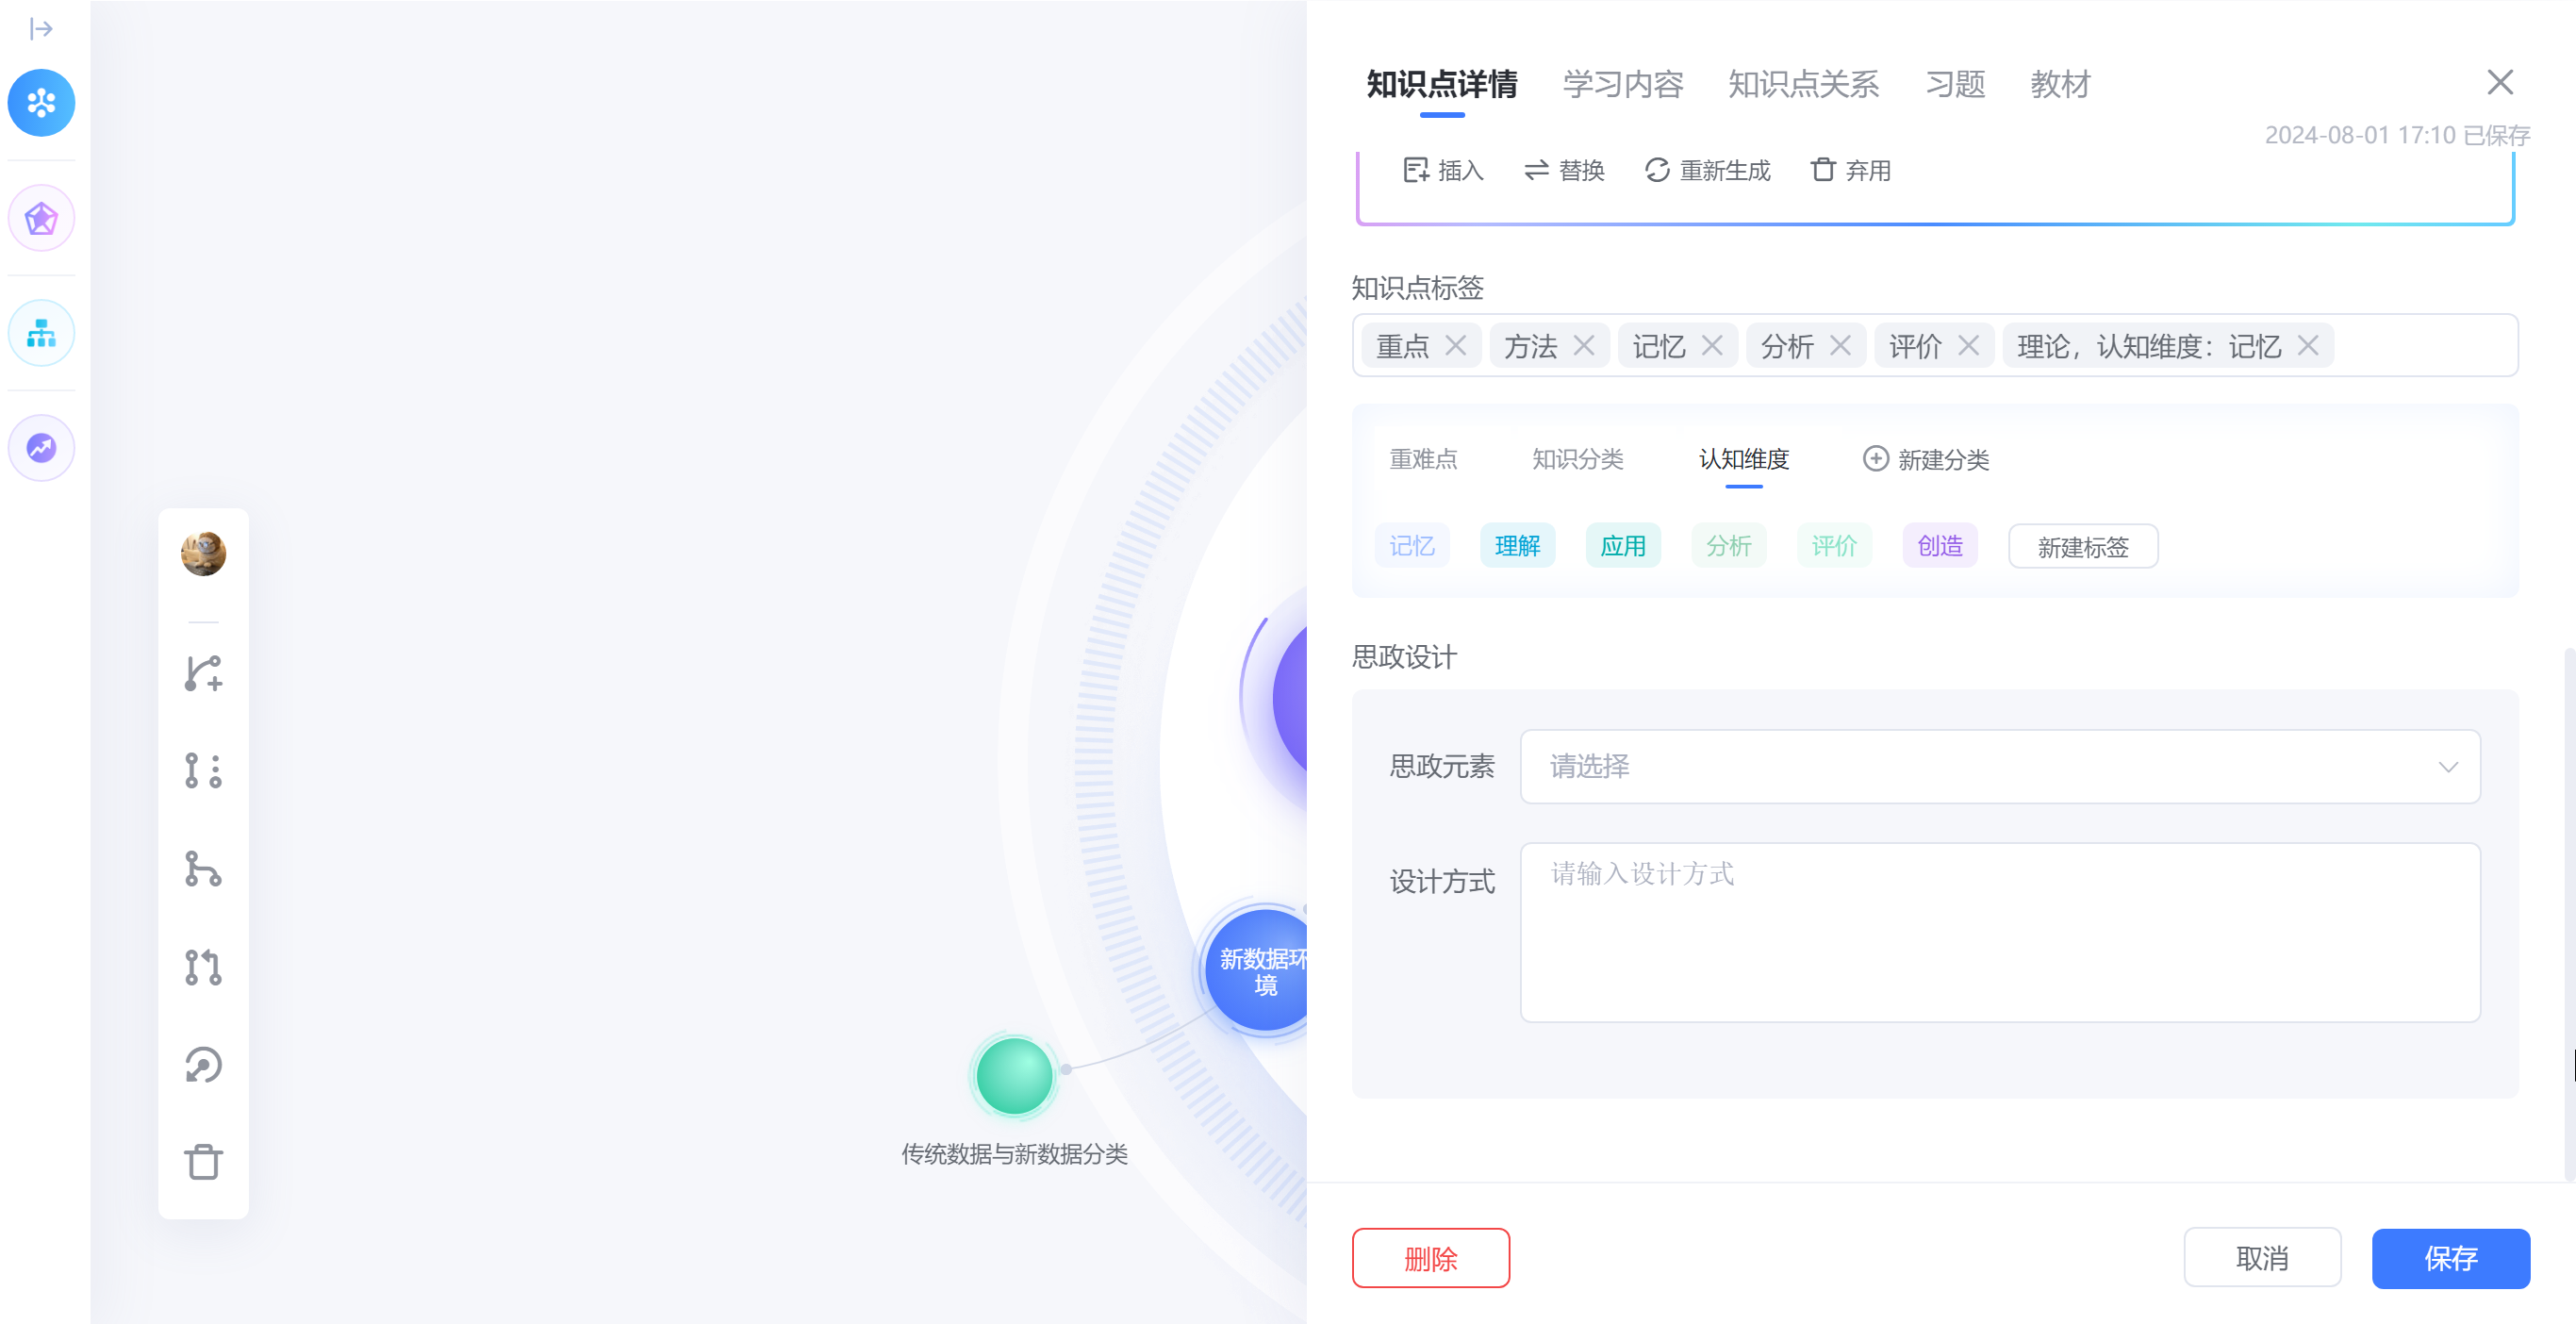 知识点详情 学习内容 知识点关系 习题 教材
2024-08-01 17:10 已保存
插入 替换 重新生成 弃用
知识点标签
重点 方法 记忆 分析 评价 理论，认知维度：记忆
重难点 知识分类 认知维度 新建分类
记忆 理解 应用 分析 评价 创造 新建标签
思政设计
思政元素 请选择
设计方式 请输入设计方式
新数据环
境
传统数据与新数据分类
删除 取消 保存